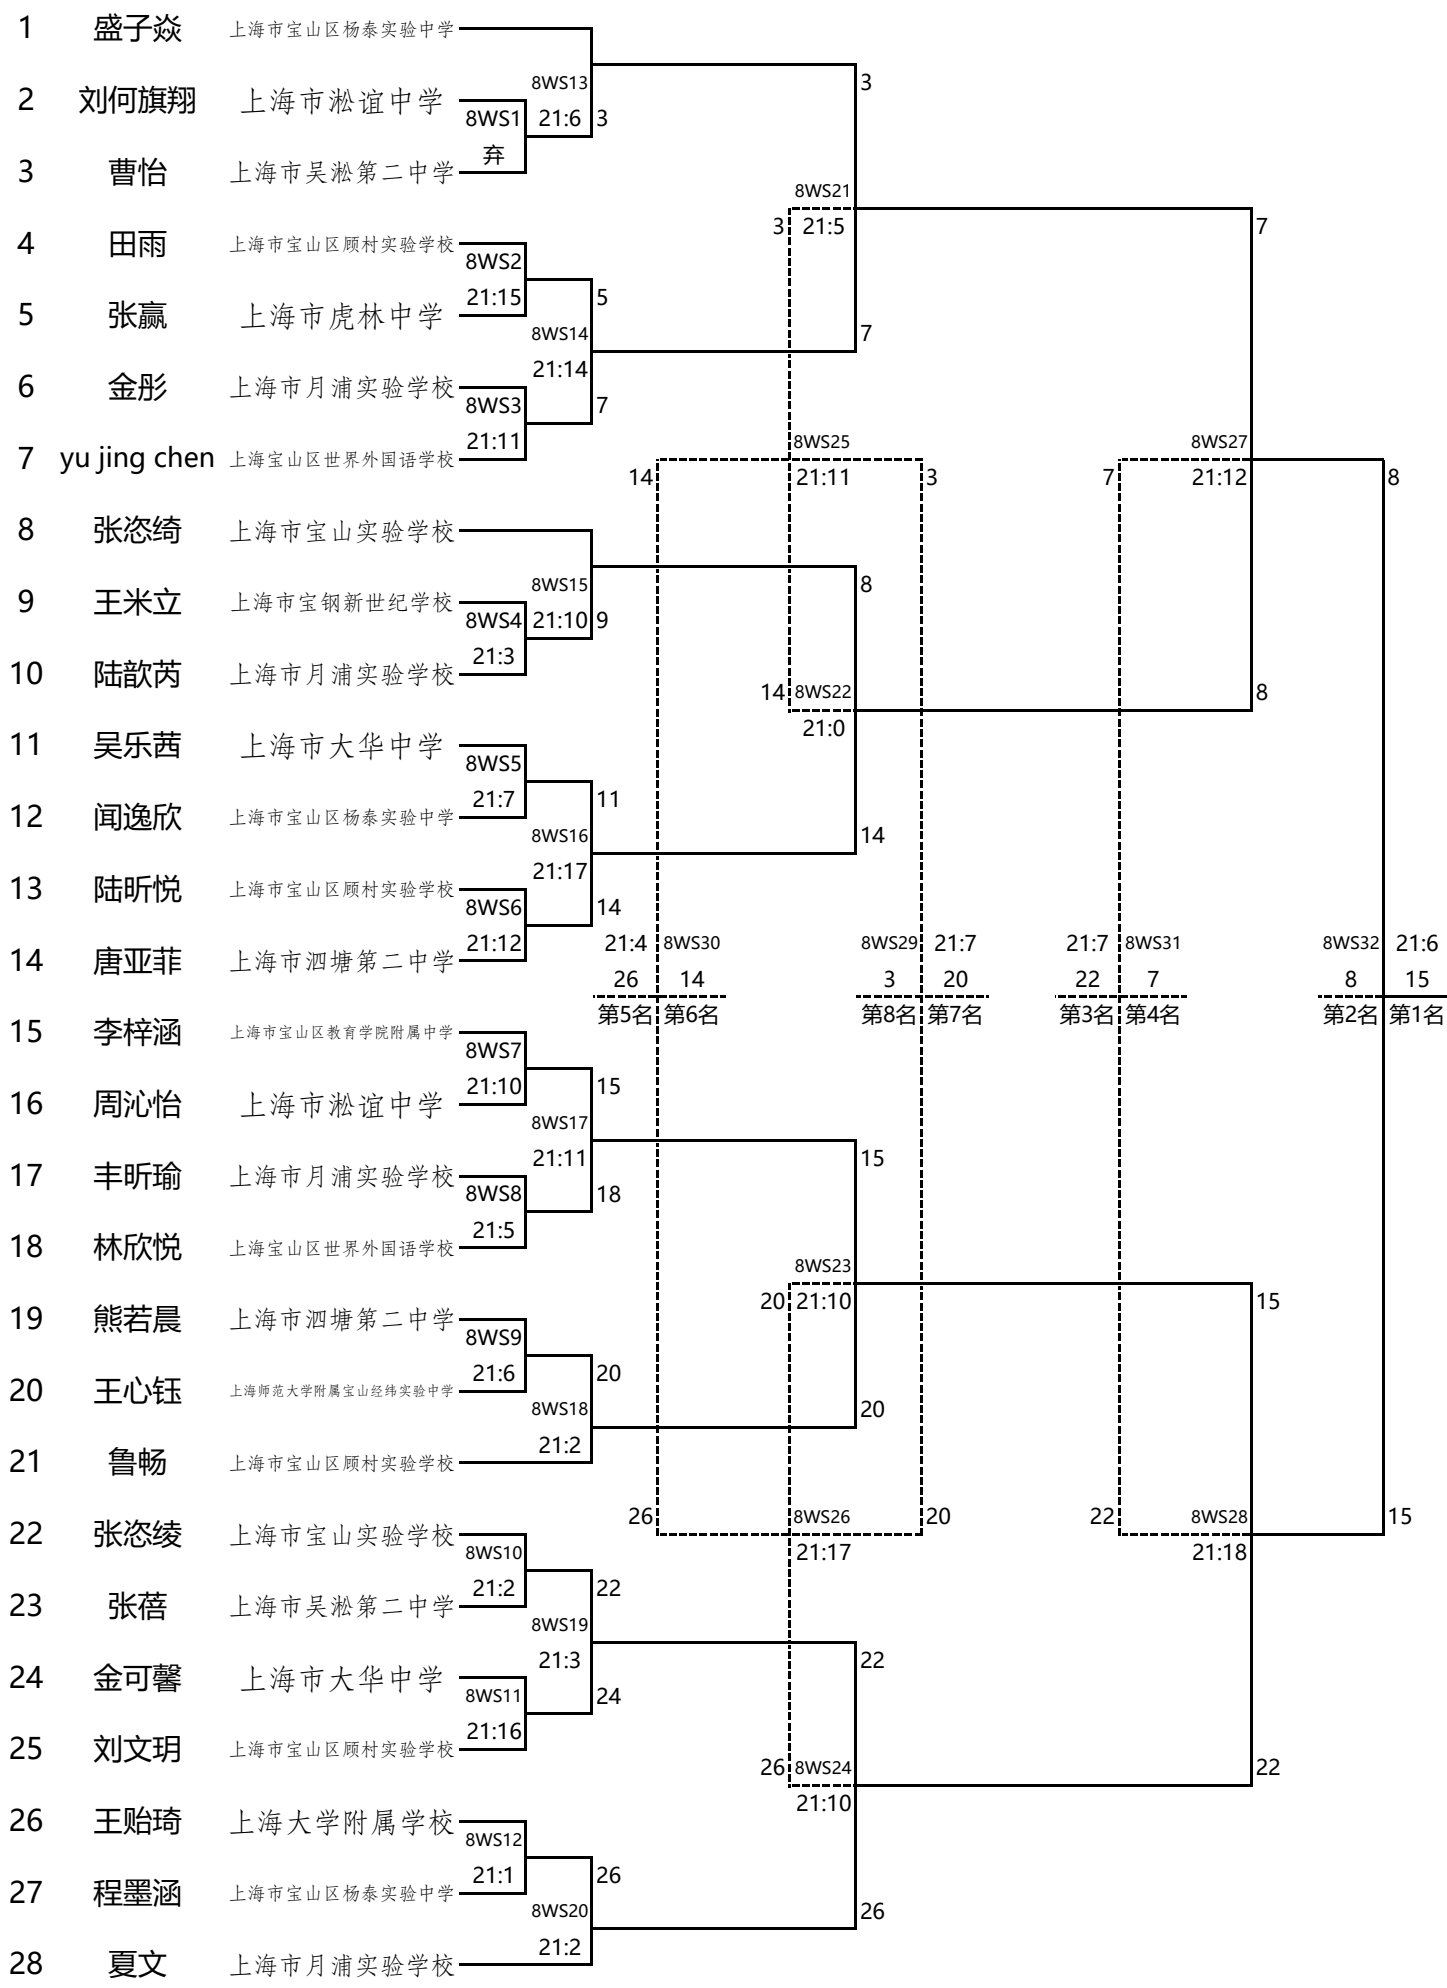 1 盛子焱 上海市宝山区杨泰实验中学
8WS13 3
2 刘何旗翔 上海市淞谊中学
8WS1 21:6 3
弃
3 曹怡 上海市吴淞第二中学
8WS21
3 21:5 7
4 田雨 上海市宝山区顾村实验学校
8WS2
21:15 5
5 张赢 上海市虎林中学
8WS14 7
21:14
6 金彤 上海市月浦实验学校
8WS3 7
21:11 8WS25 8WS27
7 yu jing chen 上海宝山区世界外国语学校
14 21:11 3 7 21:12 8
8 张恣绮 上海市宝山实验学校
8WS15 8
9 王米立 上海市宝钢新世纪学校
8WS4 21:10 9
21:3
10 陆歆芮 上海市月浦实验学校
14 8WS22 8
21:0
11 吴乐茜 上海市大华中学
8WS5
21:7 11
12 闻逸欣 上海市宝山区杨泰实验中学
8WS16 14
21:17
13 陆昕悦 上海市宝山区顾村实验学校
8WS6 14
21:12 21:4 8WS30 8WS29 21:7 21:7 8WS31 8WS32 21:6
14 唐亚菲 上海市泗塘第二中学
26 14 3 20 22 7 8 15
第5名 第6名 第8名 第7名 第3名 第4名 第2名 第1名
15 李梓涵 上海市宝山区教育学院附属中学
8WS7
21:10 15
16 周沁怡 上海市淞谊中学
8WS17
21:11 15
17 丰昕瑜 上海市月浦实验学校
8WS8 18
21:5
18 林欣悦 上海宝山区世界外国语学校
8WS23
20 21:10 15
19 熊若晨 上海市泗塘第二中学
8WS9
21:6 20
20 王心钰 上海师范大学附属宝山经纬实验中学
8WS18 20
21:2
21 鲁畅 上海市宝山区顾村实验学校
26 8WS26 20 22 8WS28 15
22 张恣绫 上海市宝山实验学校
8WS10 21:17 21:18
21:2 22
23 张蓓 上海市吴淞第二中学
8WS19
21:3 22
24 金可馨 上海市大华中学
8WS11 24
21:16
25 刘文玥 上海市宝山区顾村实验学校
26 8WS24 22
21:10
26 王贻琦 上海大学附属学校
8WS12
21:1 26
27 程墨涵 上海市宝山区杨泰实验中学
8WS20 26
21:2
28 夏文 上海市月浦实验学校